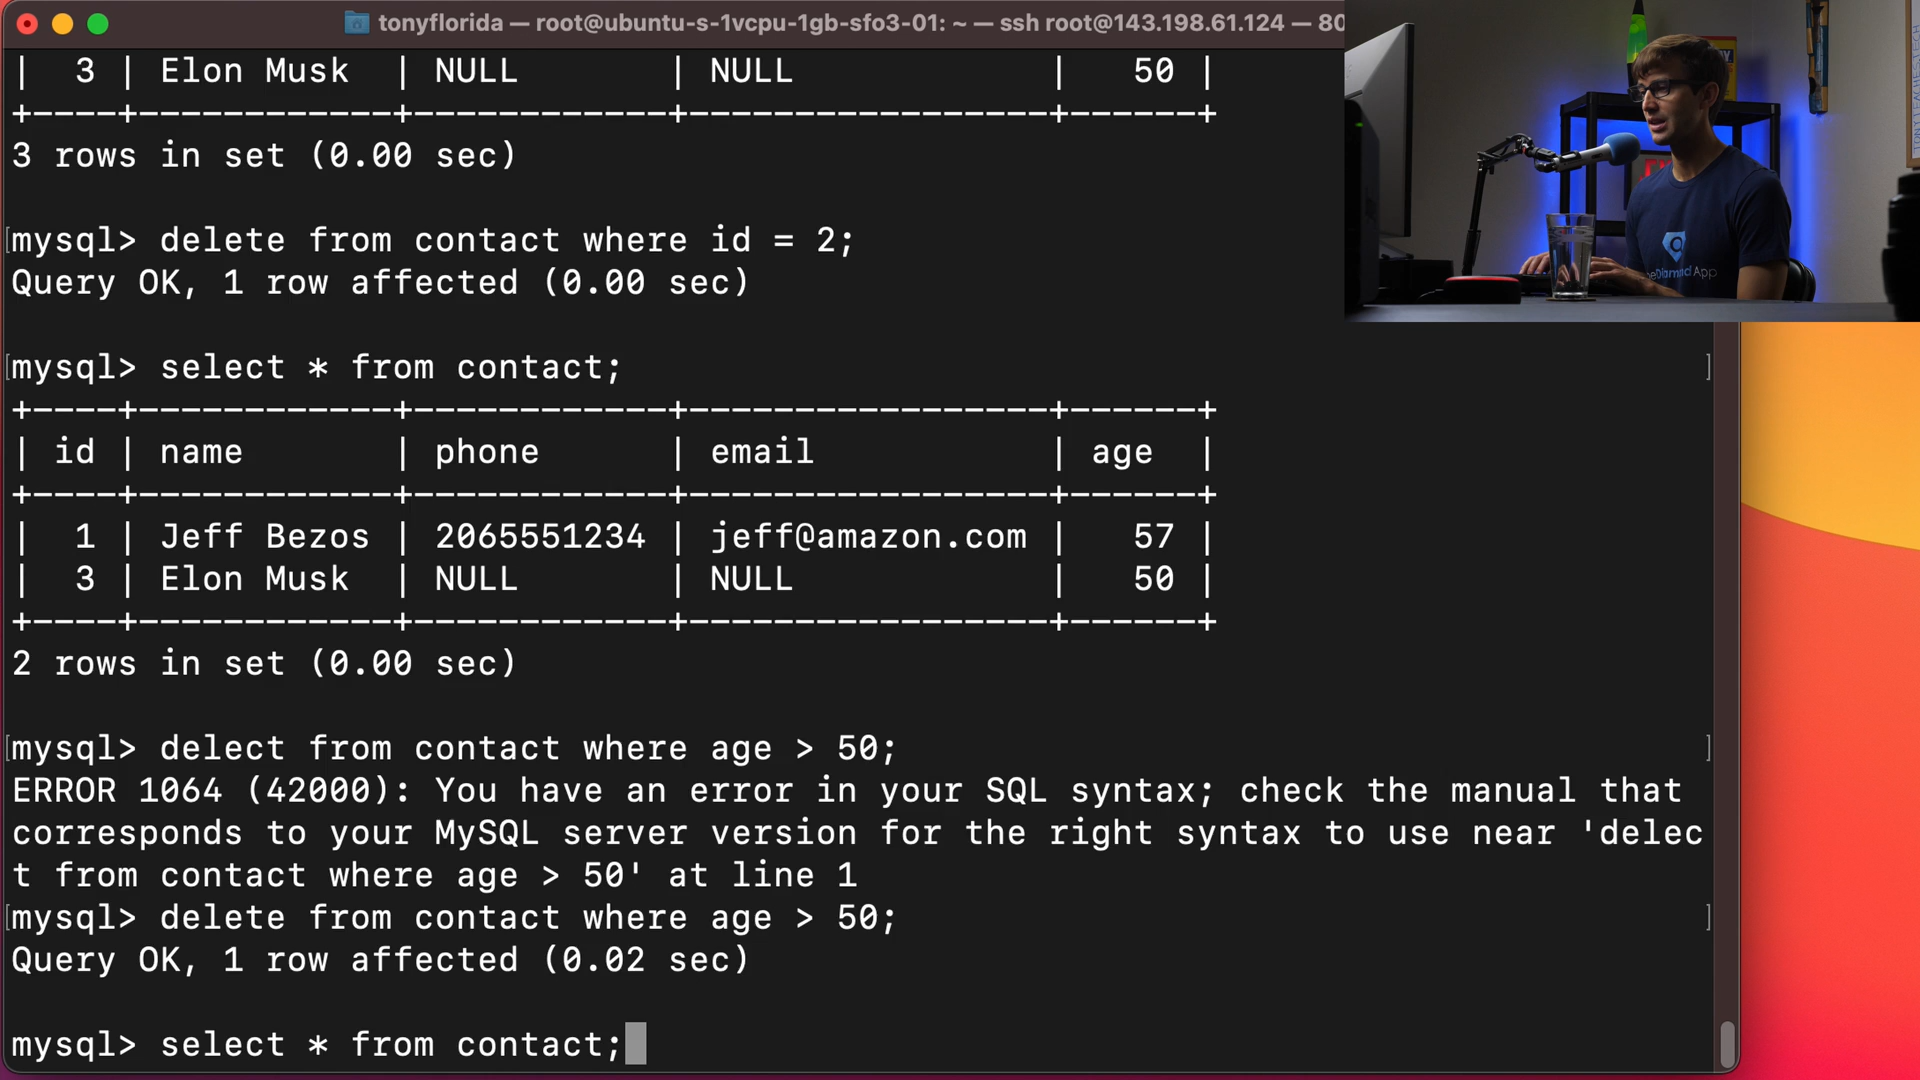 tonyflorida — root@ubuntu-s-1vcpu-1gb-sfo3-01: ~ — ssh root@143.198.61.124 — 80
|  3 | Elon Musk  | NULL       | NULL            |   50 |
+----+------------+------------+-----------------+------+
3 rows in set (0.00 sec)
[mysql> delete from contact where id = 2;
Query OK, 1 row affected (0.00 sec)
[mysql> select * from contact; ]
+----+------------+------------+-----------------+------+
| id | name       | phone      | email           | age  |
+----+------------+------------+-----------------+------+
|  1 | Jeff Bezos | 2065551234 | jeff@amazon.com |   57 |
|  3 | Elon Musk  | NULL       | NULL            |   50 |
+----+------------+------------+-----------------+------+
2 rows in set (0.00 sec)
[mysql> delect from contact where age > 50; ]
ERROR 1064 (42000): You have an error in your SQL syntax; check the manual that
corresponds to your MySQL server version for the right syntax to use near 'delec
t from contact where age > 50' at line 1
[mysql> delete from contact where age > 50; ]
Query OK, 1 row affected (0.02 sec)
mysql> select * from contact;
App